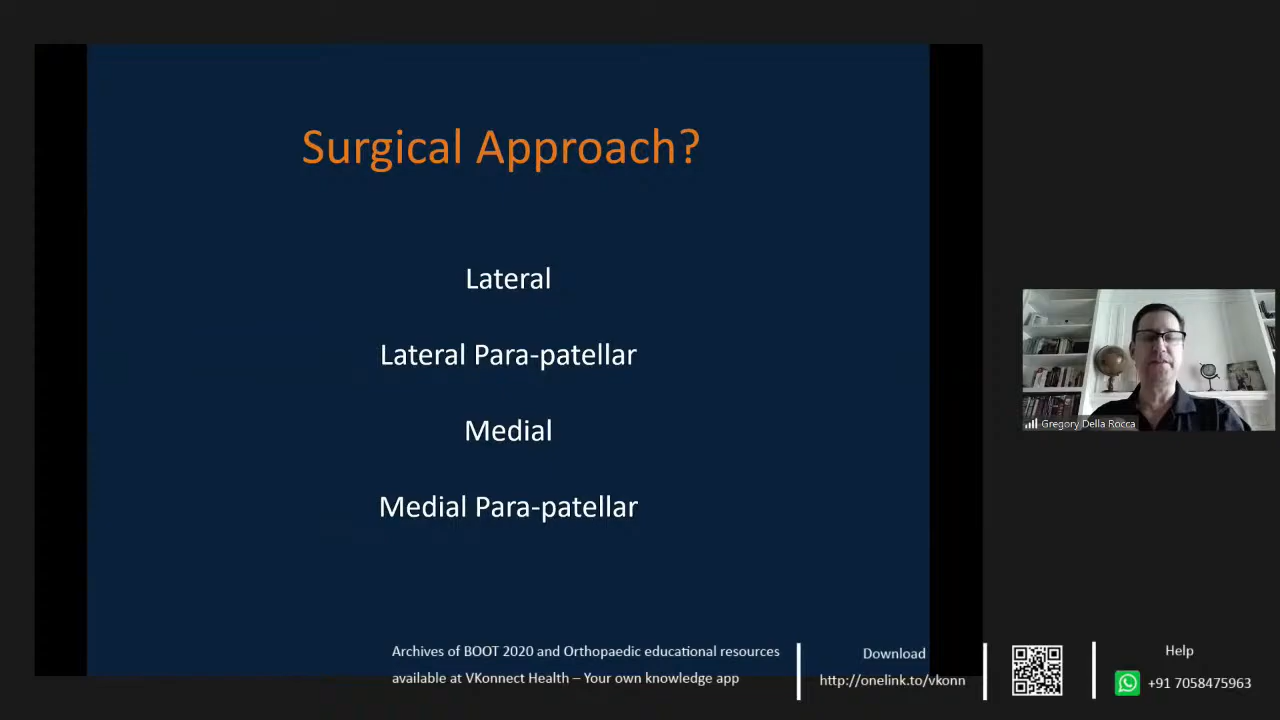 Surgical Approach?
Lateral
Lateral Para-patellar
Medial
Medial Para-patellar
Gregory Della Rocca
Archives of BOOT 2020 and Orthopaedic educational resources
available at VKonnect Health – Your own knowledge app
Download
http://onelink.to/vkonn
Help
+91 7058475963